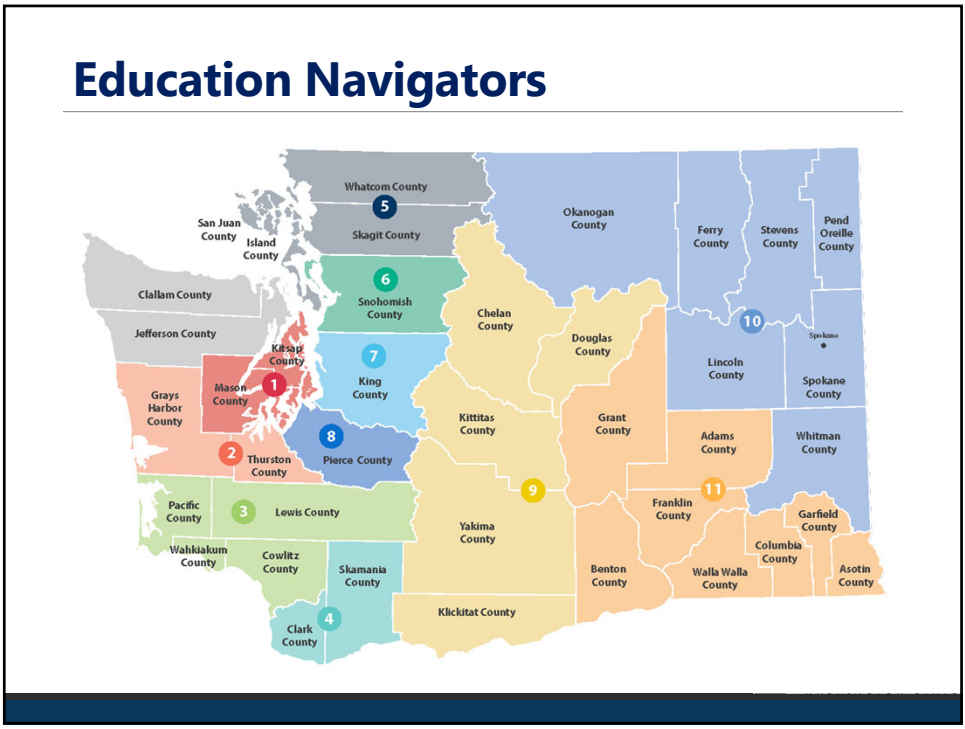 Education Navigators
Whatcom County
5
Skagit County
San Juan
County
Island
County
Okanogan
County
Ferry
County
Stevens
County
Pend
Oreille
County
6
Snohomish
County
Clallam County
Jefferson County
Chelan
County
Douglas
County
10
Spokane
Kitsap
County
7
King
County
Lincoln
County
Spokane
County
Mason
County
1
Grays
Harbor
County
Kittitas
County
Grant
County
Adams
County
Whitman
County
8
Pierce County
2
Thurston
County
9
11
Pacific
County
3
Lewis County
Franklin
County
Garfield
County
Yakima
County
Wahkiakum
County
Cowlitz
County
Skamania
County
Benton
County
Walla Walla
County
Columbia
County
Asotin
County
Klickitat County
4
Clark
County